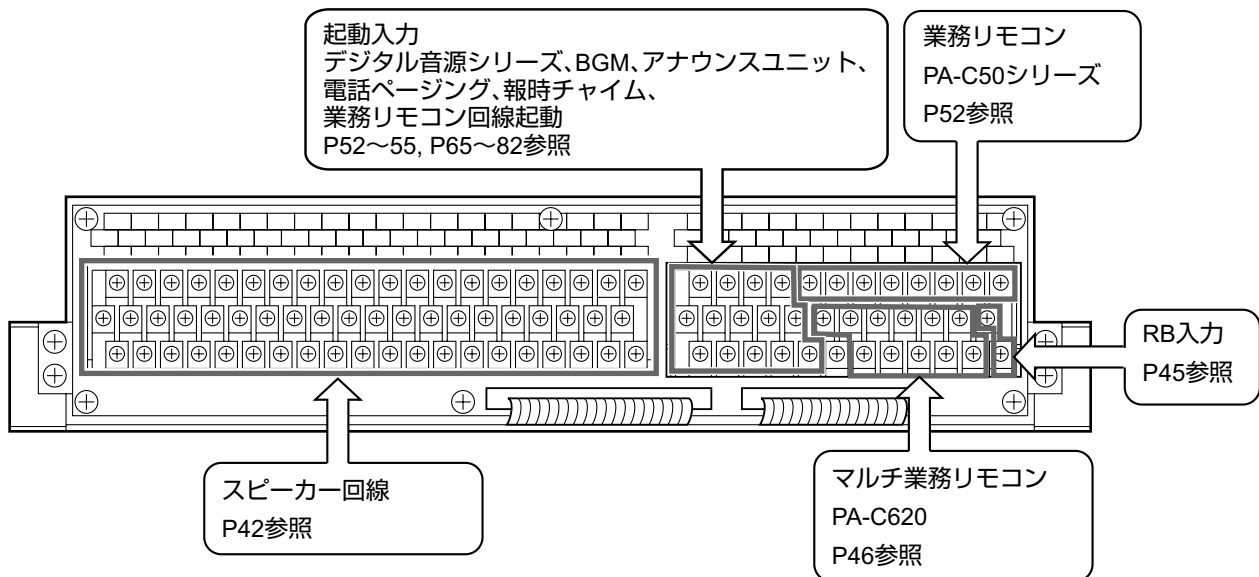 起動入力
デジタル音源シリーズ、BGM、アナウンスユニット、
電話ページング、報時チャイム、
業務リモコン回線起動
P52～55, P65～82参照
業務リモコン
PA-C50シリーズ
P52参照
RB入力
P45参照
スピーカー回線
P42参照
マルチ業務リモコン
PA-C620
P46参照